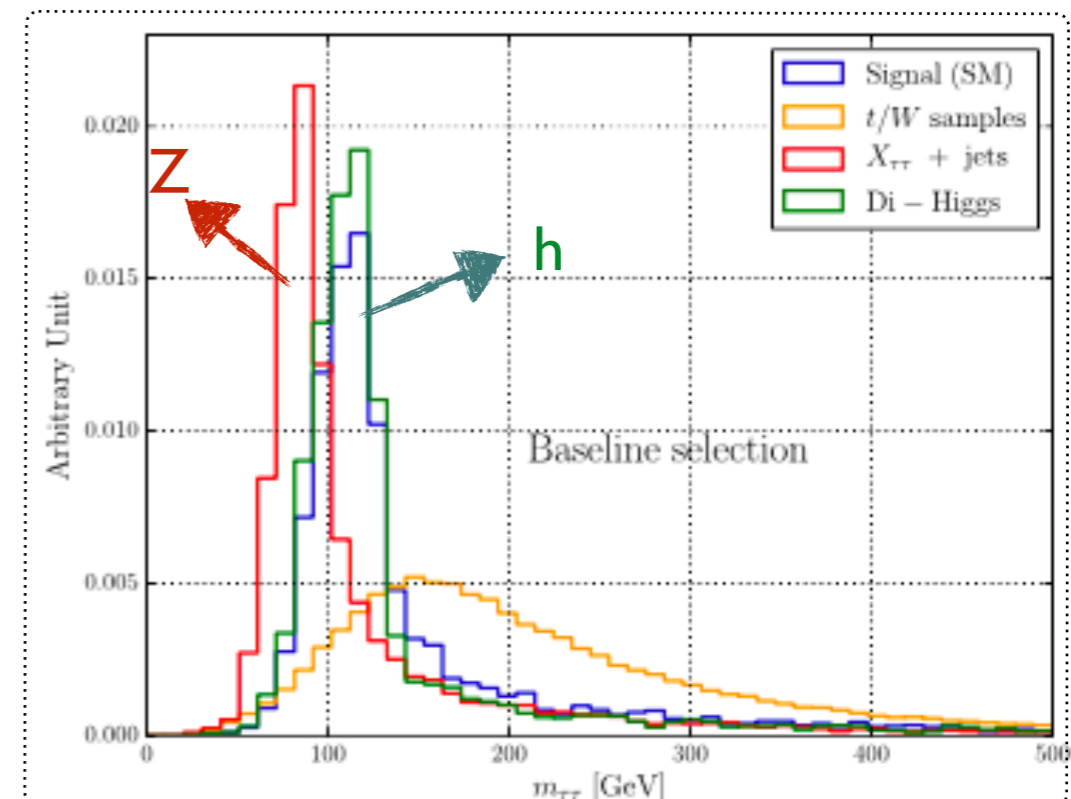 Signal (SM)
t/W samples
X_ττ + jets
Di − Higgs
Z
h
Baseline selection
Arbitrary Unit
0.020
0.015
0.010
0.005
0.000
0
100
200
300
400
500
m_ττ [GeV]